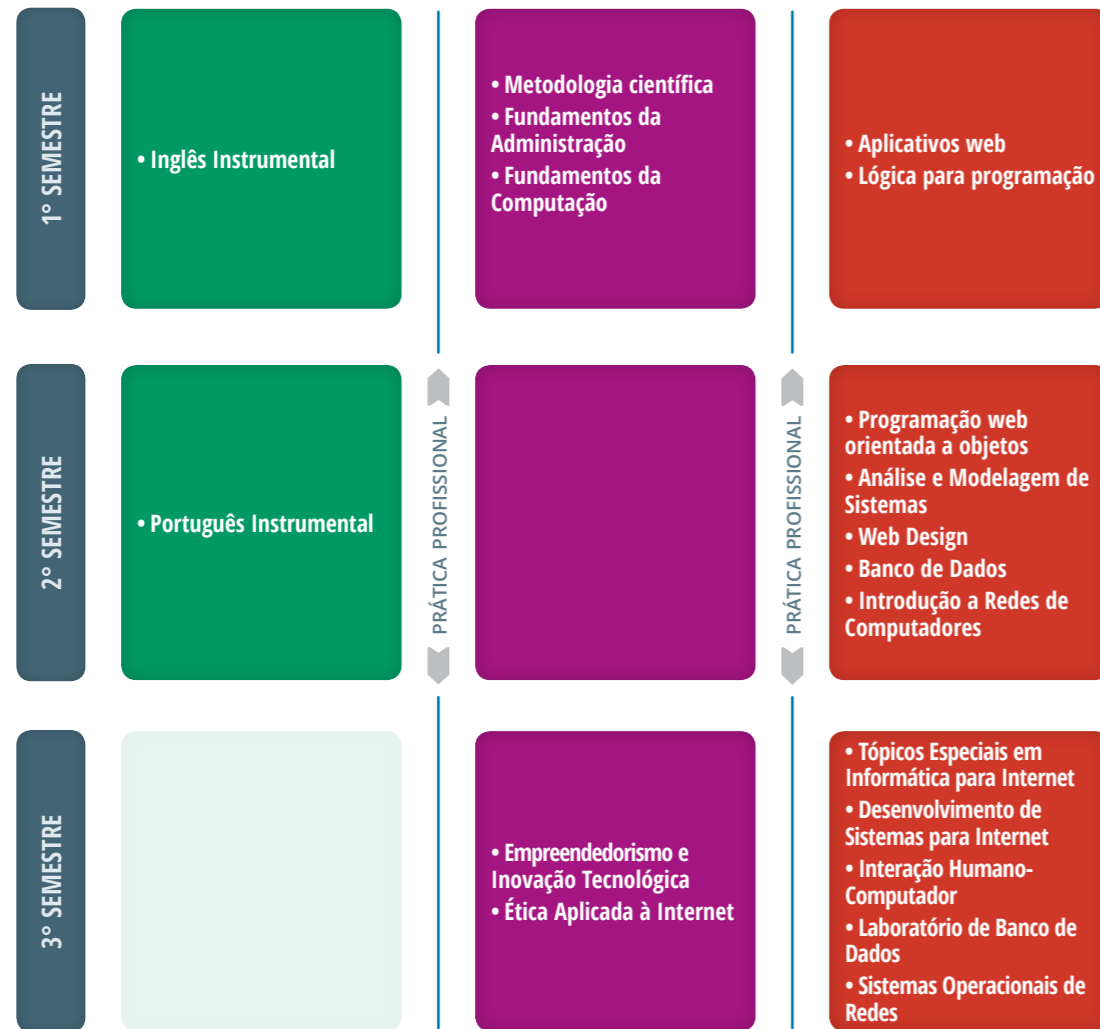 1º SEMESTRE
• Inglês Instrumental
• Metodologia científica
• Fundamentos da
Administração
• Fundamentos da
Computação
• Aplicativos web
• Lógica para programação
2º SEMESTRE
• Português Instrumental
PRÁTICA PROFISSIONAL
PRÁTICA PROFISSIONAL
• Programação web
orientada a objetos
• Análise e Modelagem de
Sistemas
• Web Design
• Banco de Dados
• Introdução a Redes de
Computadores
3º SEMESTRE
• Empreendedorismo e
Inovação Tecnológica
• Ética Aplicada à Internet
• Tópicos Especiais em
Informática para Internet
• Desenvolvimento de
Sistemas para Internet
• Interação Humano-
Computador
• Laboratório de Banco de
Dados
• Sistemas Operacionais de
Redes